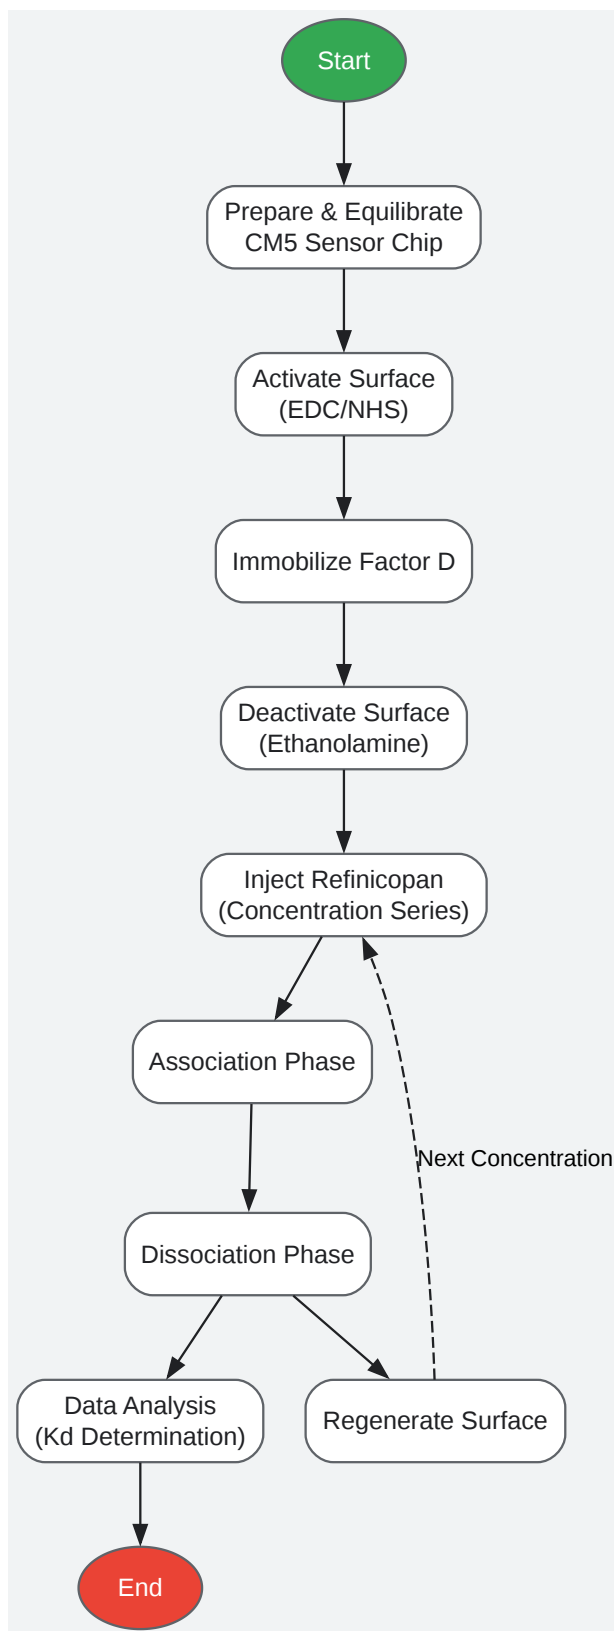 Start
Prepare & Equilibrate
CM5 Sensor Chip
Activate Surface
(EDC/NHS)
Immobilize Factor D
Deactivate Surface
(Ethanolamine)
Inject Refinicopan
(Concentration Series)
Association Phase
Next Concentration
Dissociation Phase
Data Analysis
(Kd Determination)
Regenerate Surface
End